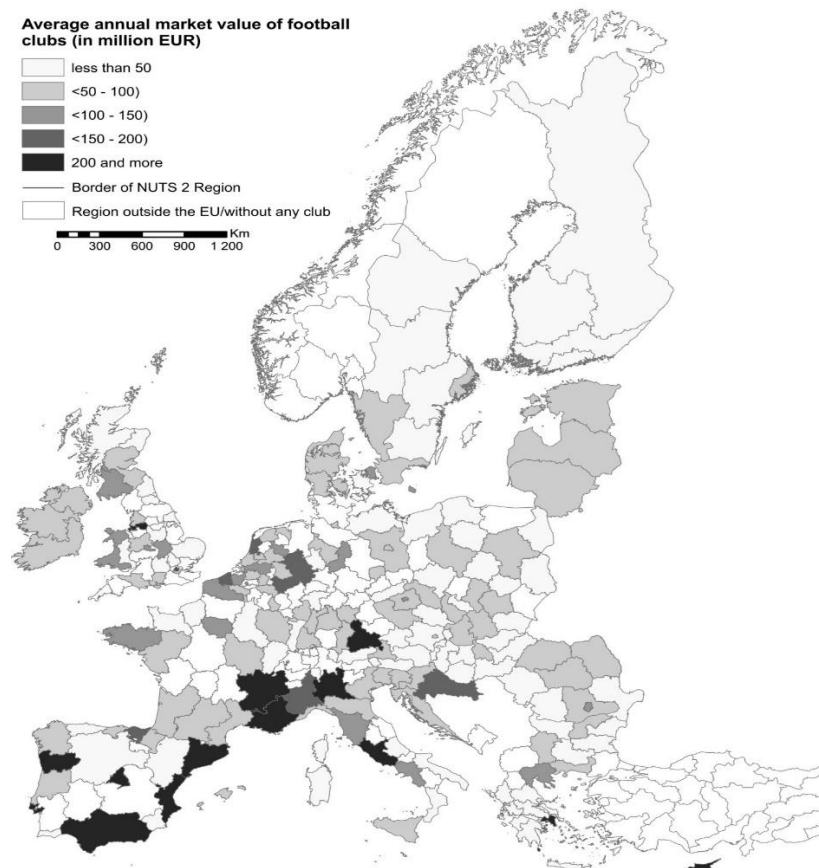 Average annual market value of football
clubs (in million EUR)
less than 50
<50 - 100)
<100 - 150)
<150 - 200)
200 and more
Border of NUTS 2 Region
Region outside the EU/without any club
Km
0 300 600 900 1 200